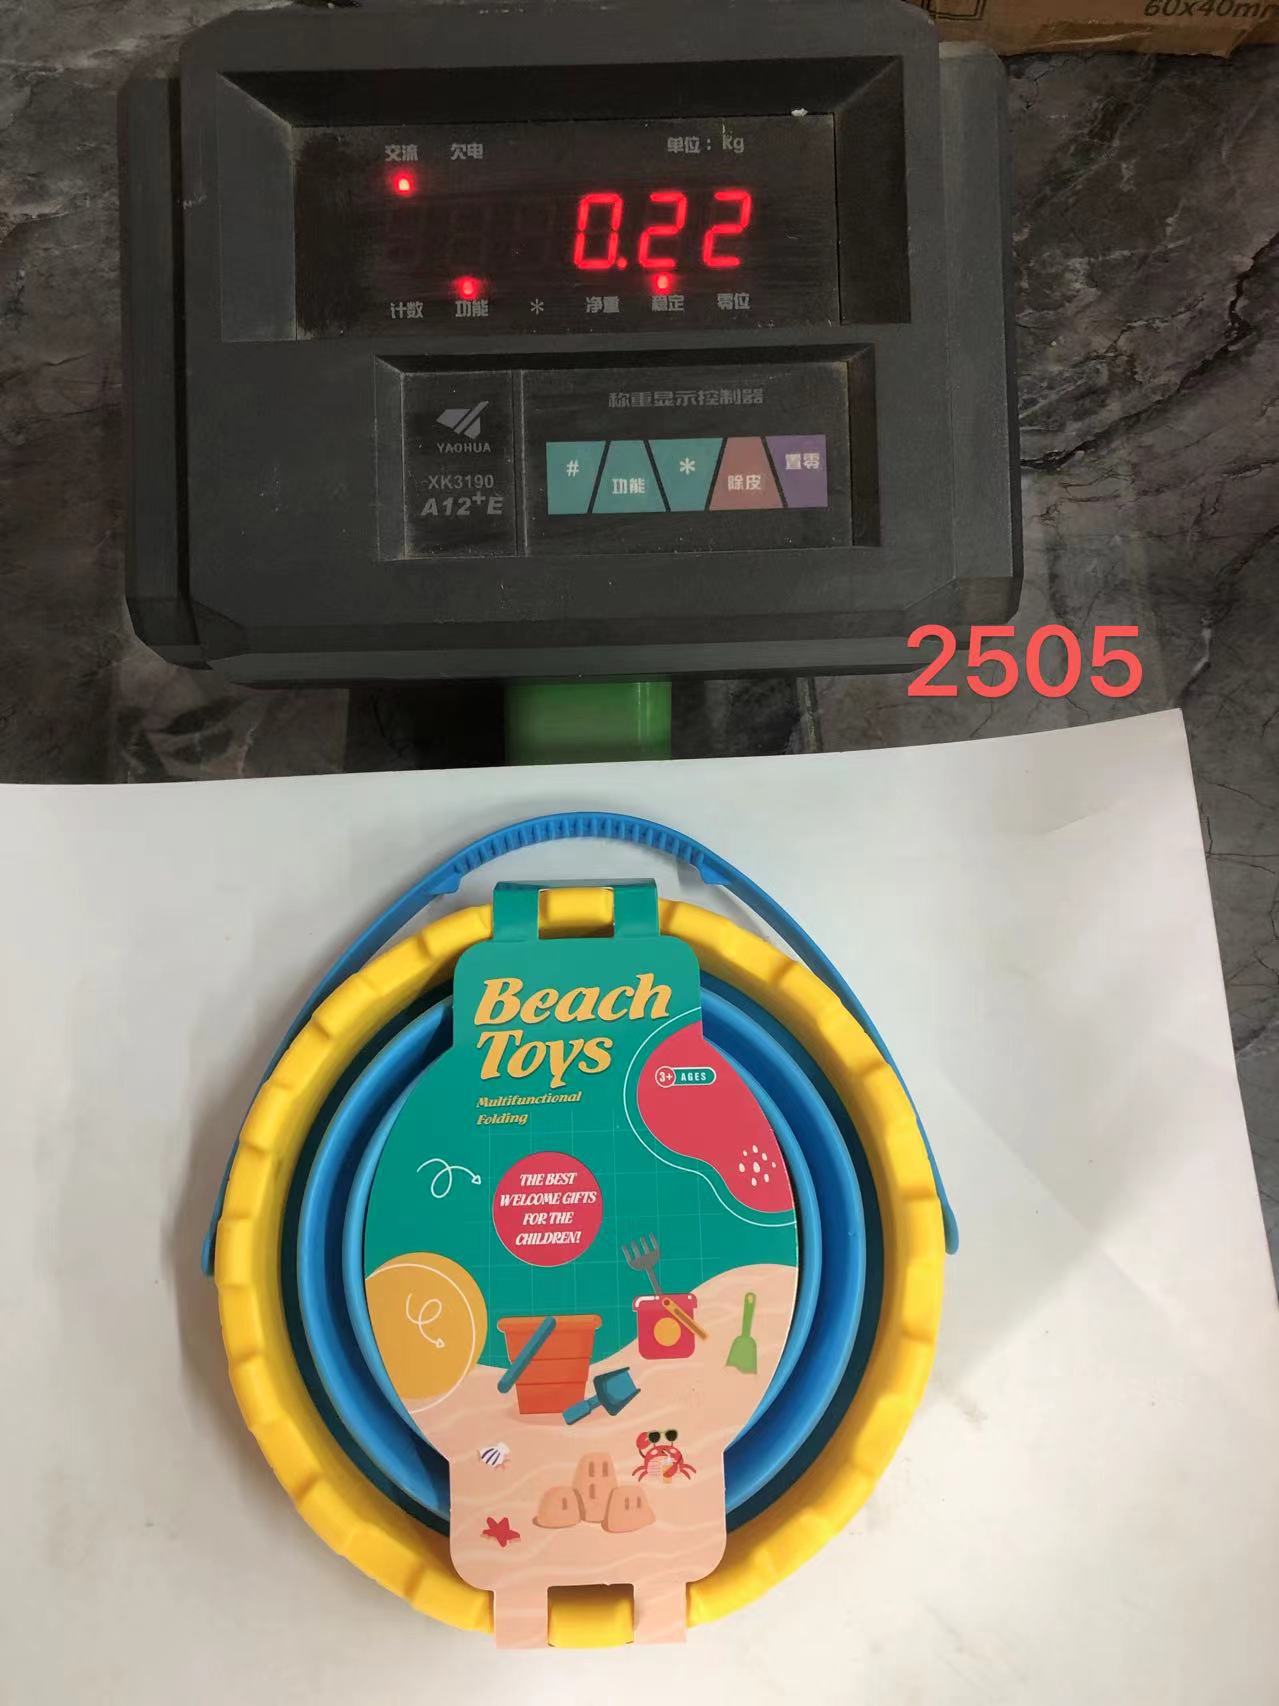 60x40mm
交流 欠电 单位：kg
0.22
计数 功能 * 净重 稳定 零位
称重显示控制器
YAOHUA
XK3190
A12+E
# 功能 * 除皮 置零
2505
Beach
Toys
Multifunctional
Folding
3+ AGES
THE BEST
WELCOME GIFTS
FOR THE
CHILDREN!